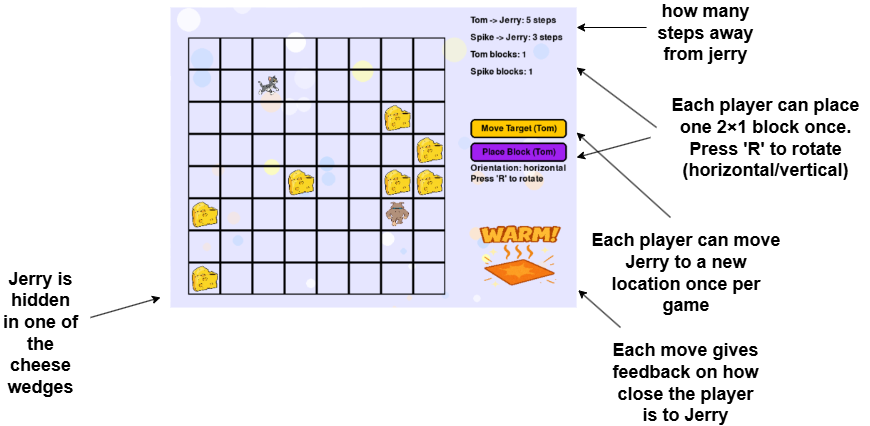 how many
steps away
from jerry
Tom -> Jerry: 5 steps
Spike -> Jerry: 3 steps
Tom blocks: 1
Spike blocks: 1
Each player can place
one 2×1 block once.
Press 'R' to rotate
(horizontal/vertical)
Move Target (Tom)
Place Block (Tom)
Orientation: horizontal
Press 'R' to rotate
WARM!
Each player can move
Jerry to a new
location once per
game
Jerry is
hidden
in one of
the
cheese
wedges
Each move gives
feedback on how
close the player
is to Jerry